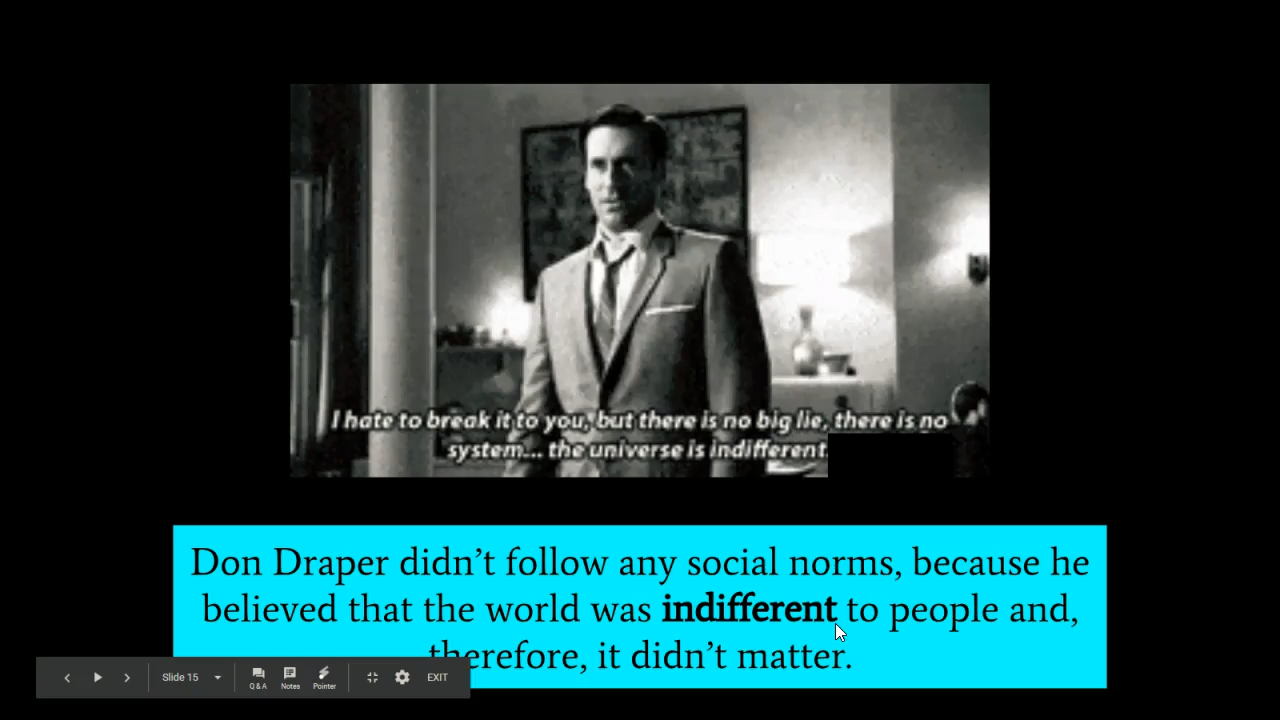 I hate to break it to you, but there is no big lie, there is no
system... the universe is indifferent.
Don Draper didn’t follow any social norms, because he
believed that the world was indifferent to people and,
therefore, it didn’t matter.
Slide 15
Q & A
Notes
Pointer
EXIT